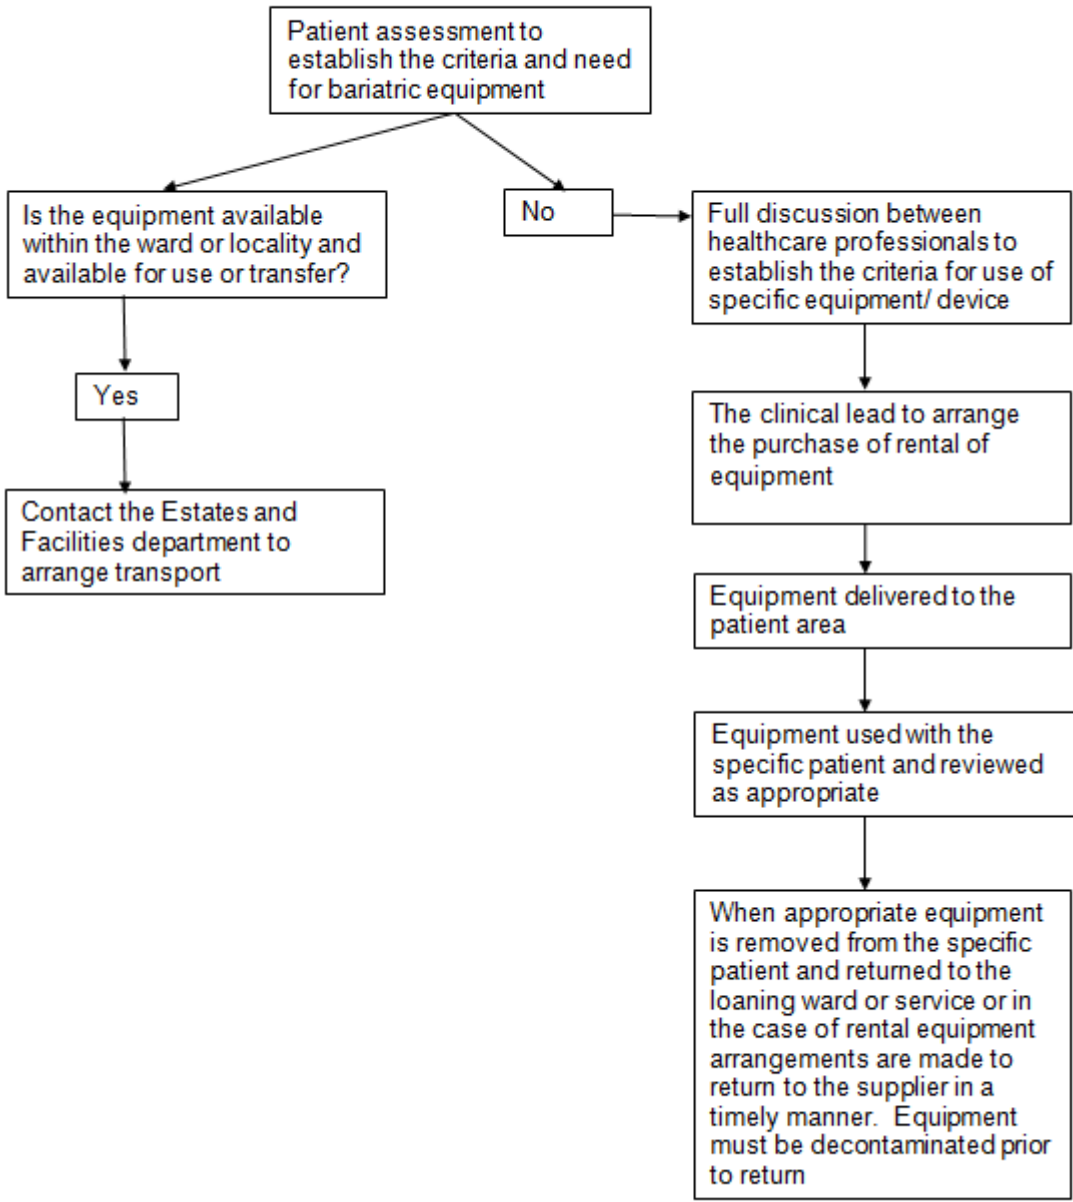 Patient assessment to
establish the criteria and need
for bariatric equipment
Is the equipment available
within the ward or locality and
available for use or transfer?
No
Full discussion between
healthcare professionals to
establish the criteria for use of
specific equipment/ device
Yes
The clinical lead to arrange
the purchase of rental of
equipment
Contact the Estates and
Facilities department to
arrange transport
Equipment delivered to the
patient area
Equipment used with the
specific patient and reviewed
as appropriate
When appropriate equipment
is removed from the specific
patient and returned to the
loaning ward or service or in
the case of rental equipment
arrangements are made to
return to the supplier in a
timely manner.  Equipment
must be decontaminated prior
to return